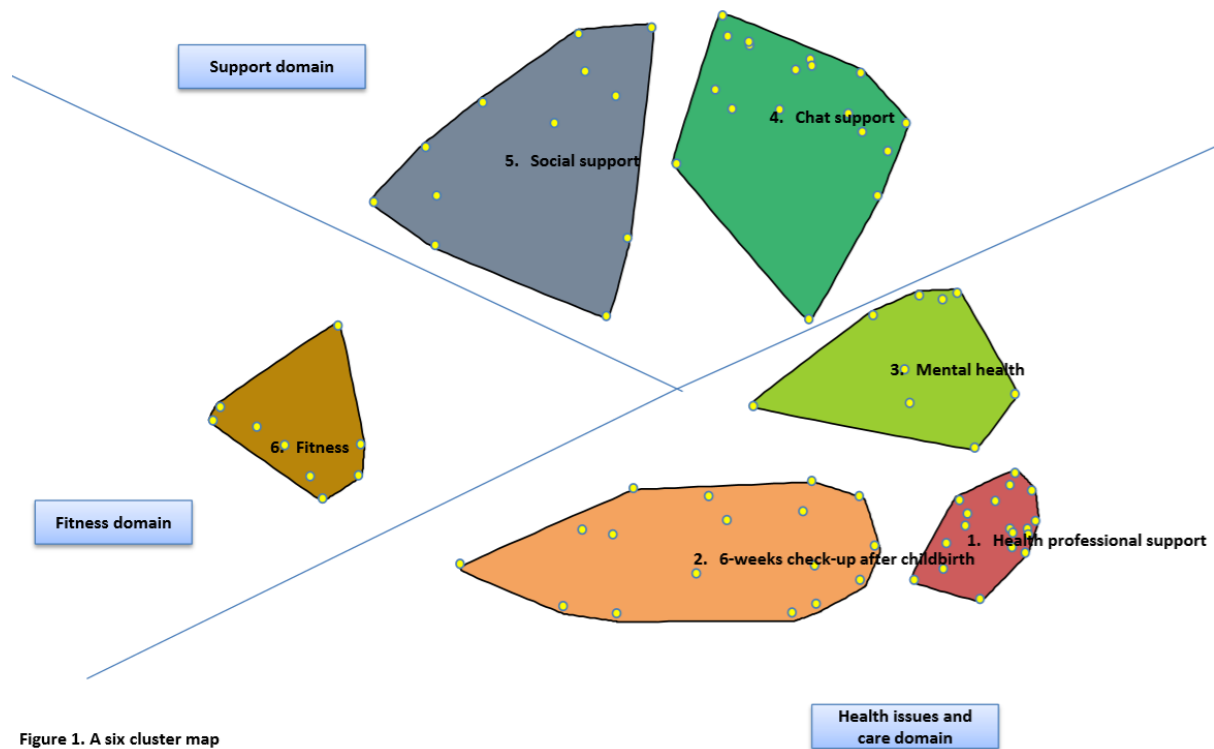 Support domain
4. Chat support
5. Social support
3. Mental health
6. Fitness
Fitness domain
1. Health professional support
2. 6-weeks check-up after childbirth
Health issues and
care domain
Figure 1. A six cluster map